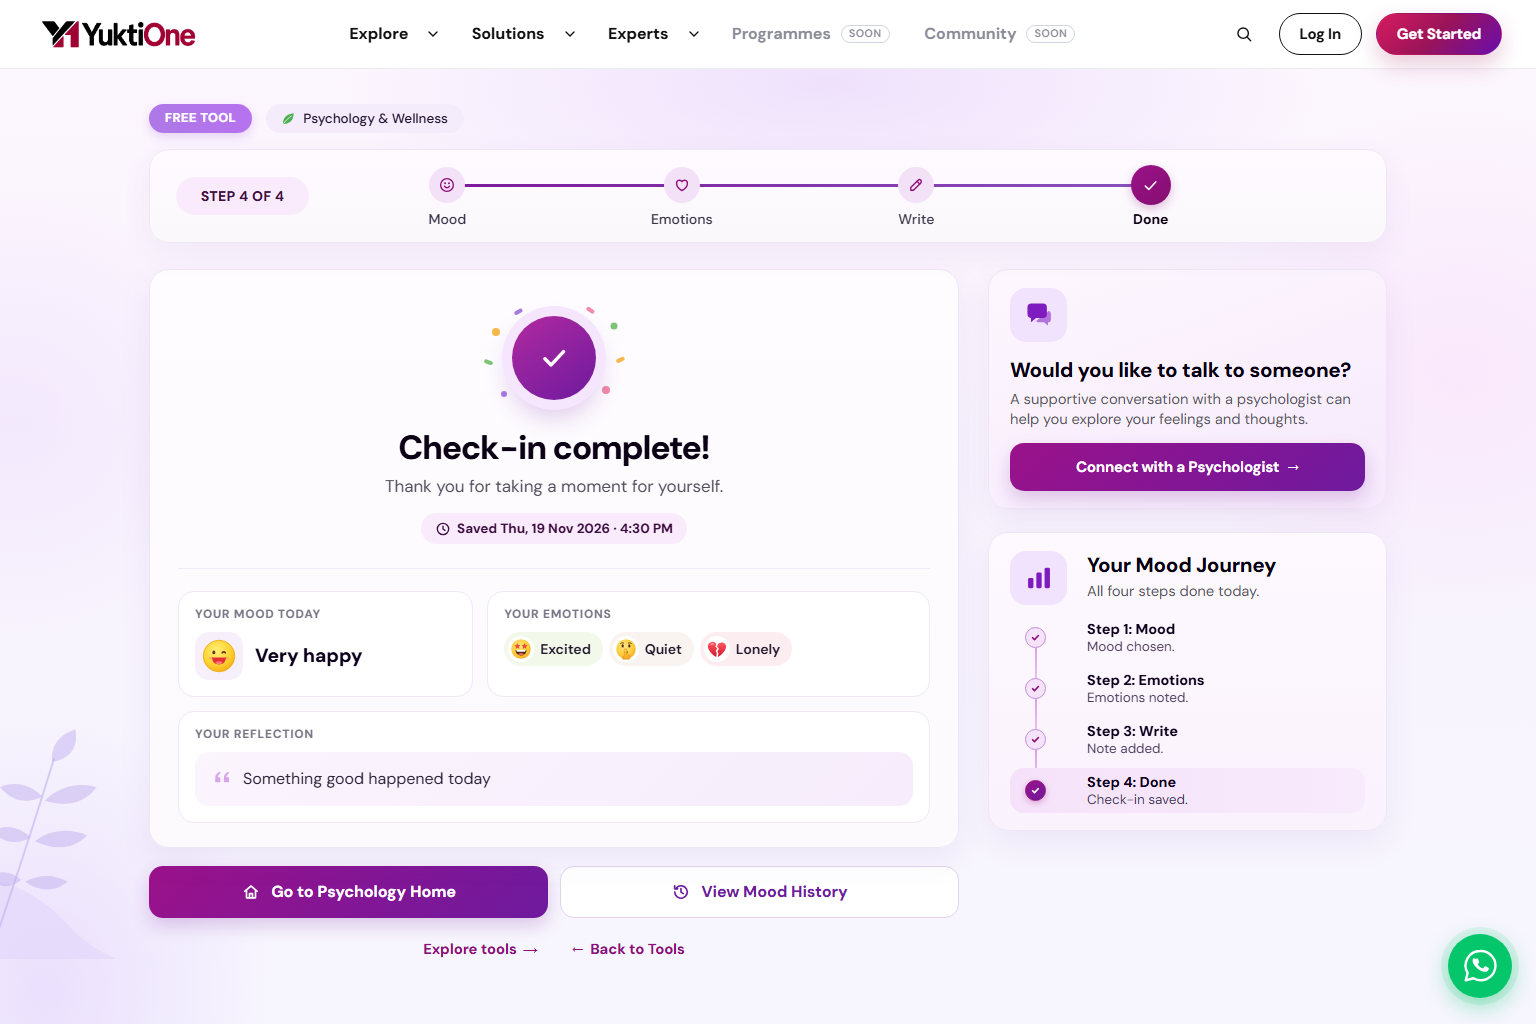 YuktiOne
Explore
Solutions
Experts
Programmes SOON
Community SOON
Log In
Get Started
FREE TOOL
Psychology & Wellness
STEP 4 OF 4
Mood
Emotions
Write
Done
Check-in complete!
Thank you for taking a moment for yourself.
Saved Thu, 19 Nov 2026 · 4:30 PM
YOUR MOOD TODAY
Very happy
YOUR EMOTIONS
Excited
Quiet
Lonely
YOUR REFLECTION
“ Something good happened today
Go to Psychology Home
View Mood History
Explore tools →
← Back to Tools
Would you like to talk to someone?
A supportive conversation with a psychologist can
help you explore your feelings and thoughts.
Connect with a Psychologist →
Your Mood Journey
All four steps done today.
Step 1: Mood
Mood chosen.
Step 2: Emotions
Emotions noted.
Step 3: Write
Note added.
Step 4: Done
Check-in saved.